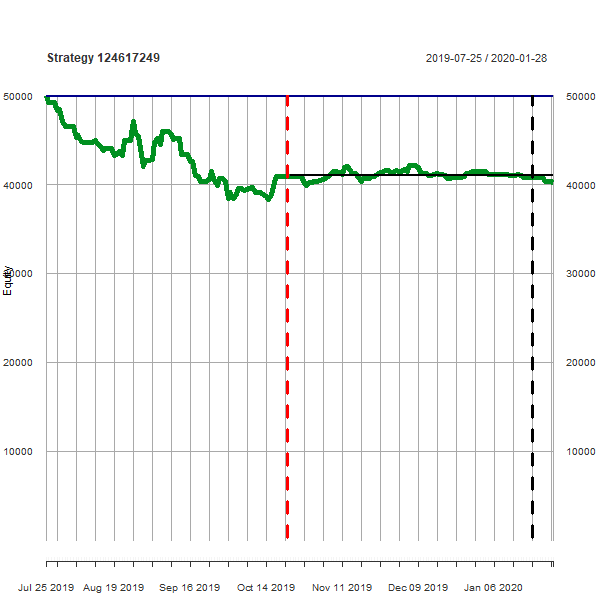 Strategy 124617249 2019-07-25 / 2020-01-28
50000 50000
40000 40000
30000 30000
Equity
20000 20000
10000 10000
Jul 25 2019 Aug 19 2019 Sep 16 2019 Oct 14 2019 Nov 11 2019 Dec 09 2019 Jan 06 2020